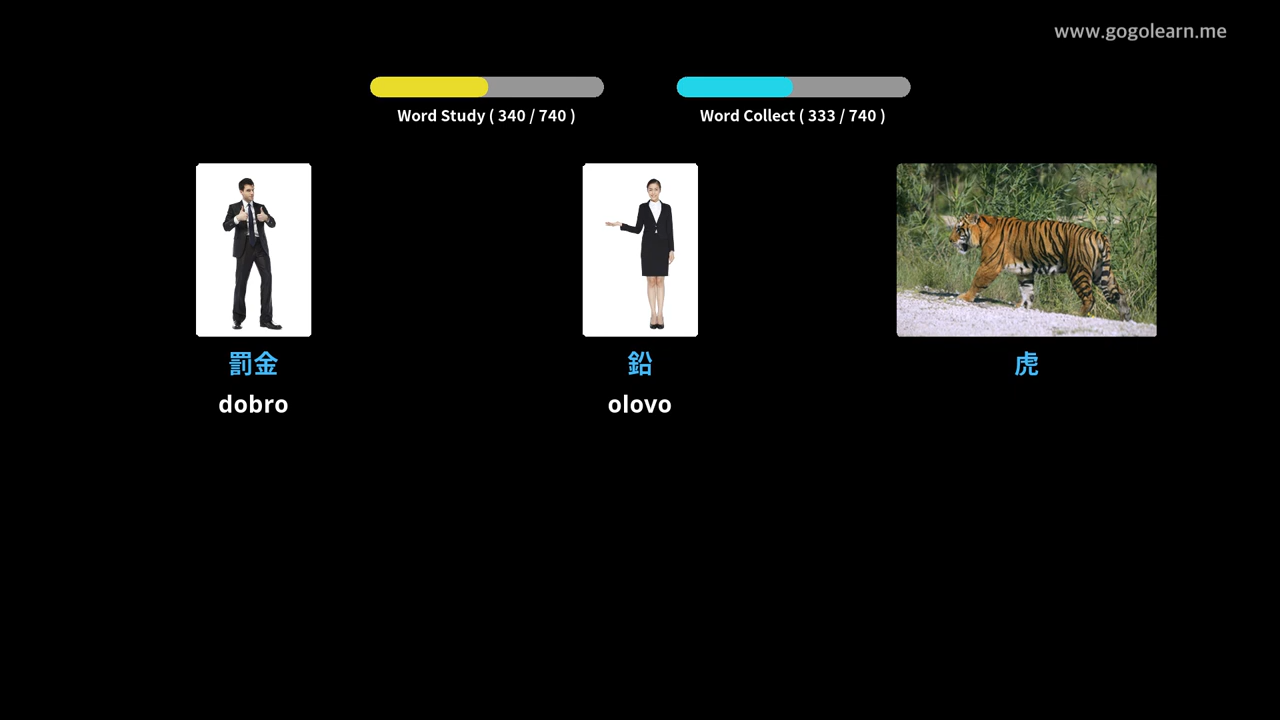 www.gogolearn.me
Word Study ( 340 / 740 )
Word Collect ( 333 / 740 )
罰金
鉛
虎
dobro
olovo